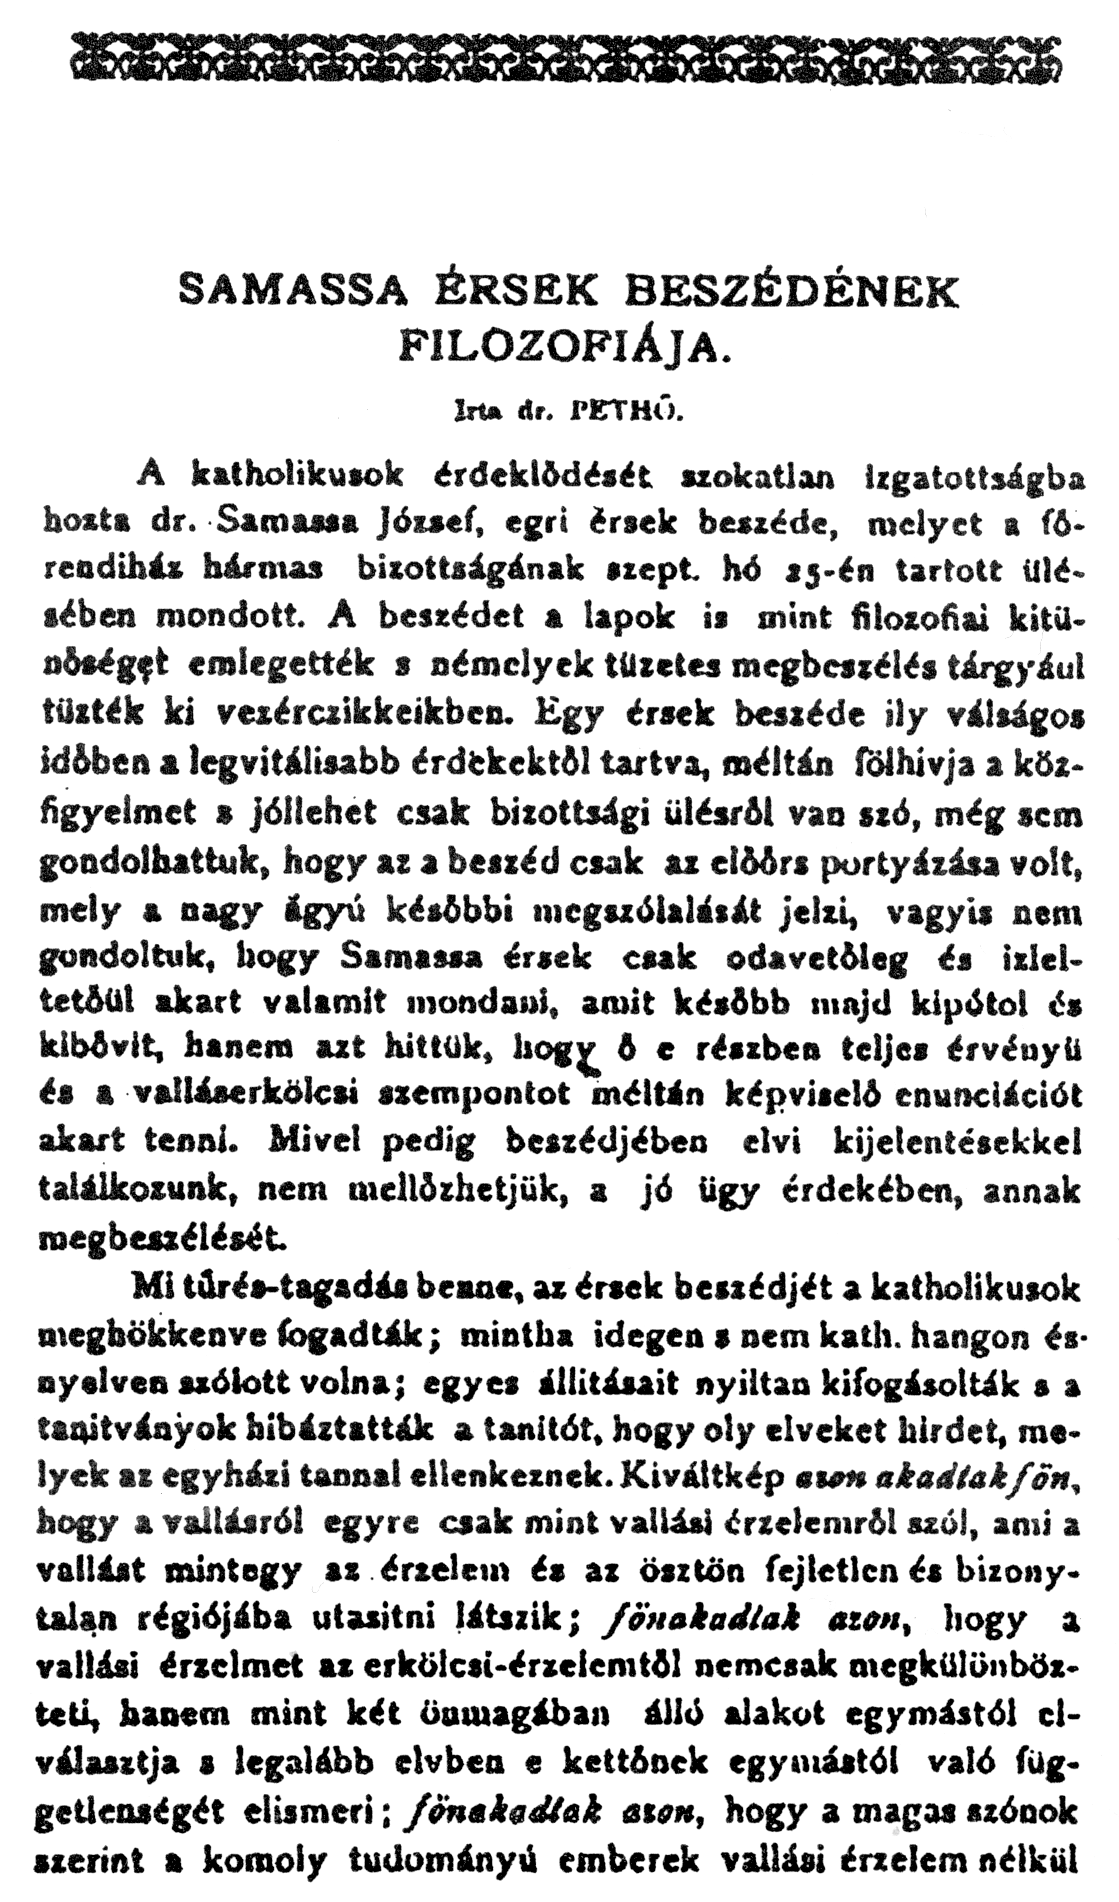 SAMASSA ÉRSEK BESZÉDÉNEK
FILOZOFIÁJA.
Irta dr. PETHŐ.
A katholikusok érdeklődését szokatlan izgatottságba
hozta dr. Samassa József, egri érsek beszéde, melyet a fő-
rendiház hármas bizottságának szept. hó 25-én tartott ülé-
sében mondott. A beszédet a lapok is mint filozofiai kitü-
nőséget emlegették s némelyek tüzetes megbeszélés tárgyául
tüzték ki vezérczikkeikben. Egy érsek beszéde ily válságos
időben a legvitálisabb érdekektől tartva, méltán fölhivja a köz-
figyelmet s jóllehet csak bizottsági ülésről van szó, még sem
gondolhattuk, hogy az a beszéd csak az előőrs portyázása volt,
mely a nagy ágyú későbbi megszólalását jelzi, vagyis nem
gondoltuk, hogy Samassa érsek csak odavetőleg és izlel-
tetőül akart valamit mondani, amit később majd kipótol és
kibővit, hanem azt hittük, hogy ő e részben teljes érvényü
és a valláserkölcsi szempontot méltán képviselő enunciációt
akart tenni. Mivel pedig beszédjében elvi kijelentésekkel
találkozunk, nem mellőzhetjük, a jó ügy érdekében, annak
megbeszélését.
Mi tűrés-tagadás benne, az érsek beszédjét a katholikusok
meghökkenve fogadták; mintha idegen s nem kath. hangon és-
nyelven szólott volna; egyes állitásait nyiltan kifogásolták s a
tanitványok hibáztatták a tanitót, hogy oly elveket hirdet, me-
lyek az egyházi tannal ellenkeznek. Kiváltkép azon akadtak fön,
hogy a vallásról egyre csak mint vallási érzelemről szól, ami a
vallást mintegy az érzelem és az ösztön fejletlen és bizony-
talan régiójába utasitni látszik; fönakadtak azon, hogy a
vallási érzelmet az erkölcsi-érzelemtől nemcsak megkülönböz-
teti, hanem mint két önmagában álló alakot egymástól el-
választja s legalább elvben e kettőnek egymástól való füg-
getlenségét elismeri; fönakadtak azon, hogy a magas szónok
szerint a komoly tudományú emberek vallási érzelem nélkül